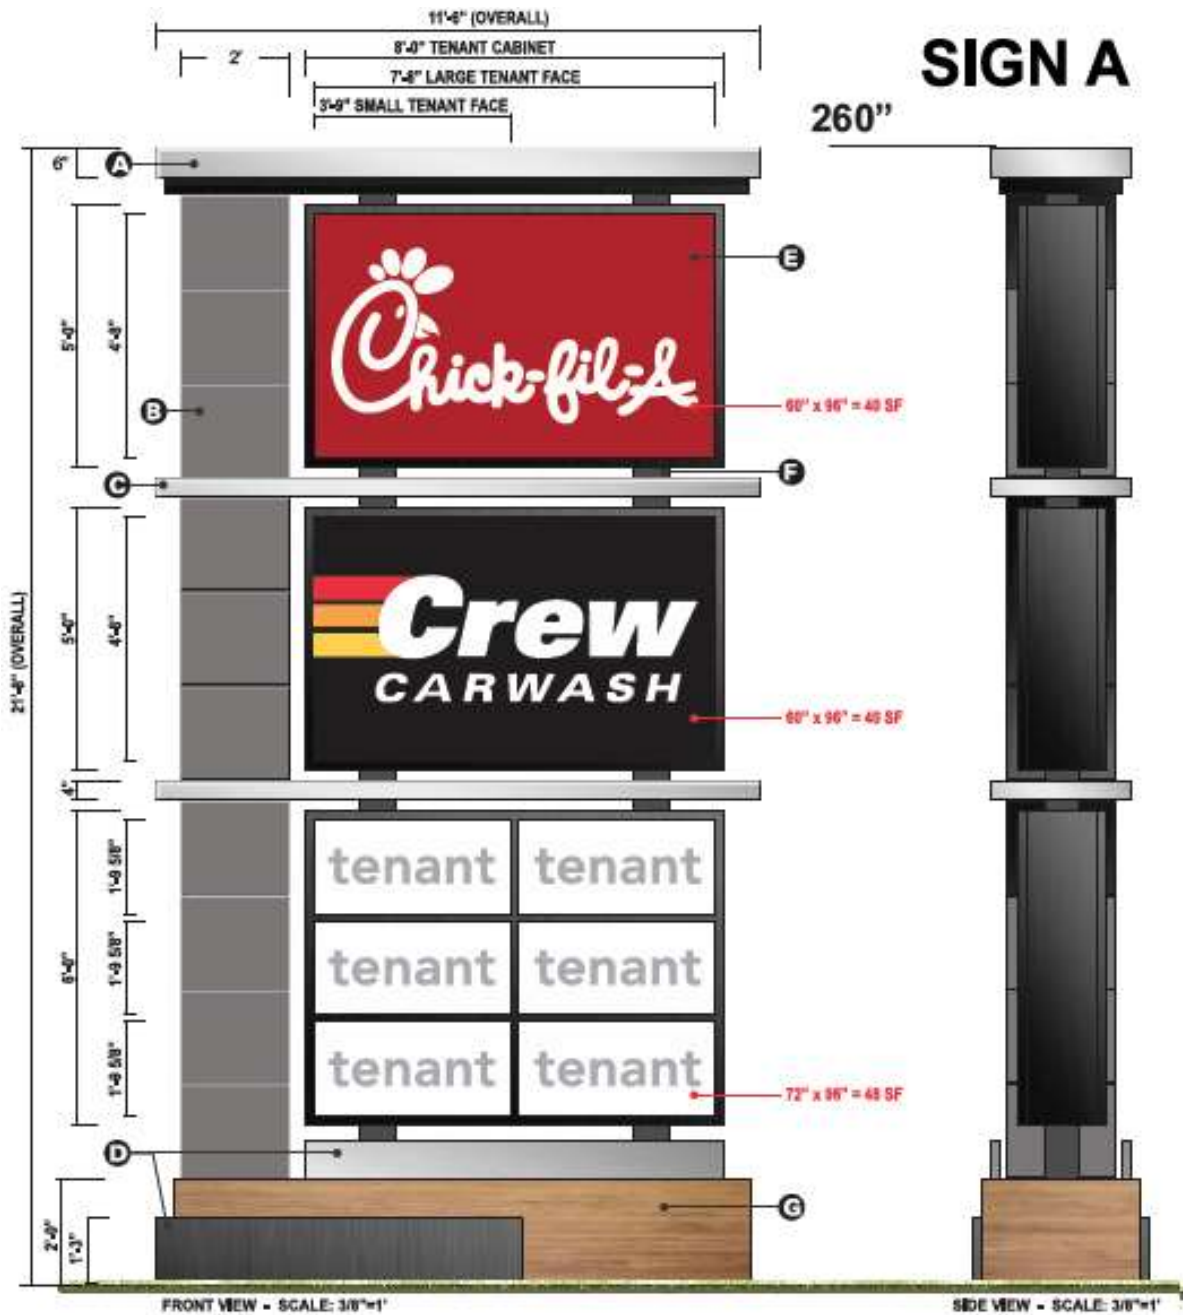 11'-6" (OVERALL)
2'
8'-0" TENANT CABINET
7'-8" LARGE TENANT FACE
3'-9" SMALL TENANT FACE
SIGN A
260"
6"
A
E
5'-0"
4'-8"
Chick-fil-A
B
60" x 96" = 40 SF
C
F
21'-8" (OVERALL)
5'-0"
4'-8"
Crew
CARWASH
60" x 96" = 40 SF
4"
6'-0"
1'-9 5/8"
tenant tenant
1'-9 5/8"
tenant tenant
1'-9 5/8"
tenant tenant
72" x 96" = 48 SF
D
G
2'-0"
1'-3"
FRONT VIEW - SCALE: 3/8"=1'
SIDE VIEW - SCALE: 3/8"=1'